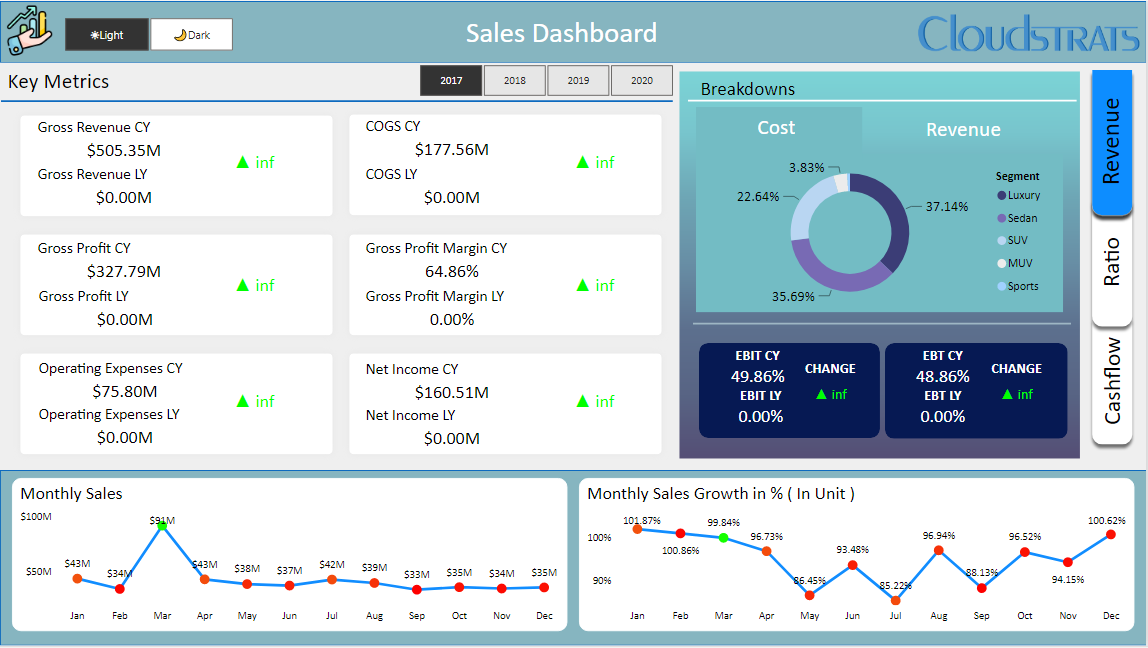 Light
Dark
Sales Dashboard
CLOUDSTRATS
Key Metrics
2017
2018
2019
2020
Gross Revenue CY
$505.35M
Gross Revenue LY
$0.00M
▲ inf
COGS CY
$177.56M
COGS LY
$0.00M
▲ inf
Gross Profit CY
$327.79M
Gross Profit LY
$0.00M
▲ inf
Gross Profit Margin CY
64.86%
Gross Profit Margin LY
0.00%
▲ inf
Operating Expenses CY
$75.80M
Operating Expenses LY
$0.00M
▲ inf
Net Income CY
$160.51M
Net Income LY
$0.00M
▲ inf
Breakdowns
Cost
Revenue
3.83%
22.64%
37.14%
35.69%
Segment
Luxury
Sedan
SUV
MUV
Sports
EBIT CY
49.86%
EBIT LY
0.00%
CHANGE
▲ inf
EBT CY
48.86%
EBT LY
0.00%
CHANGE
▲ inf
Revenue
Ratio
Cashflow
Monthly Sales
$100M
$50M
$43M
$34M
$91M
$43M
$38M
$37M
$42M
$39M
$33M
$35M
$34M
$35M
Jan
Feb
Mar
Apr
May
Jun
Jul
Aug
Sep
Oct
Nov
Dec
Monthly Sales Growth in % ( In Unit )
100%
90%
101.87%
100.86%
99.84%
96.73%
86.45%
93.48%
85.22%
96.94%
88.13%
96.52%
94.15%
100.62%
Jan
Feb
Mar
Apr
May
Jun
Jul
Aug
Sep
Oct
Nov
Dec